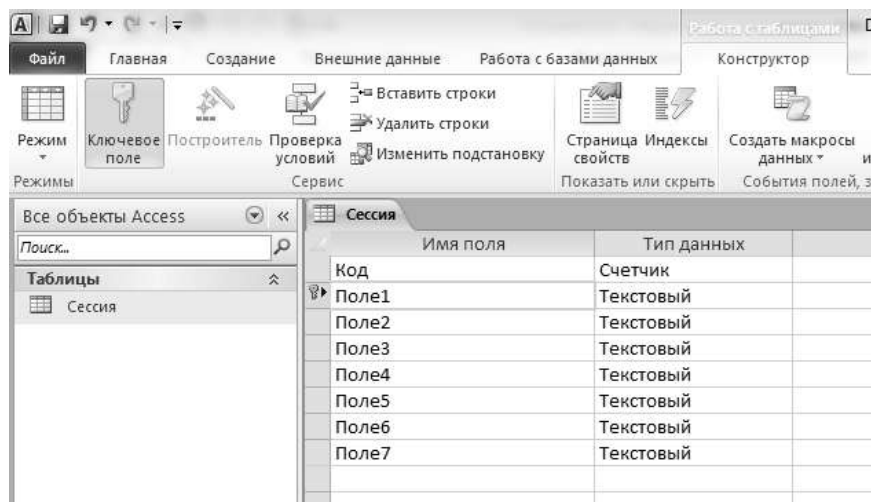 Работа с таблицами
Файл Главная Создание Внешние данные Работа с базами данных Конструктор
Режим
Ключевое поле
Построитель
Проверка условий
Вставить строки
Удалить строки
Изменить подстановку
Страница свойств
Индексы
Создать макросы данных
Режимы Сервис Показать или скрыть События полей, з
Все объекты Access
Поиск...
Таблицы
Сессия
Сессия
Имя поля Тип данных
Код Счетчик
Поле1 Текстовый
Поле2 Текстовый
Поле3 Текстовый
Поле4 Текстовый
Поле5 Текстовый
Поле6 Текстовый
Поле7 Текстовый